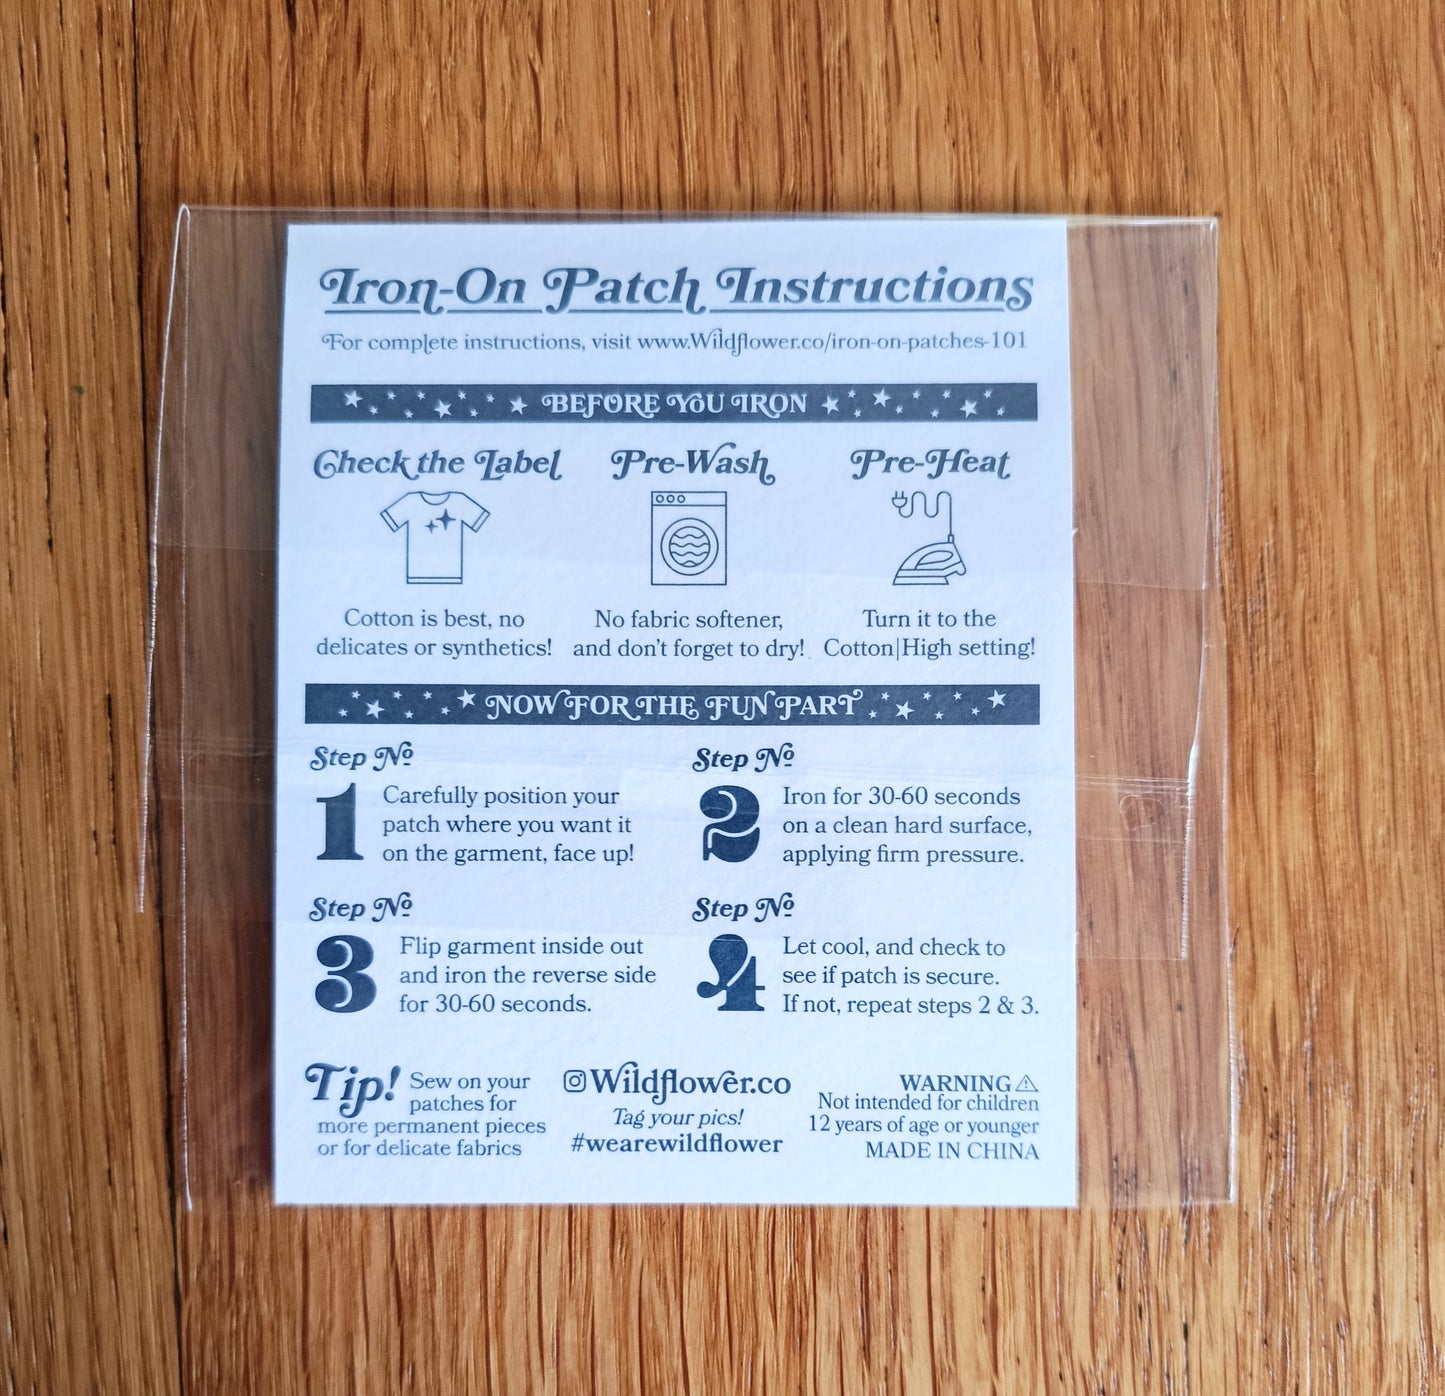 Iron-On Patch Instructions
For complete instructions, visit www.Wildflower.co/iron-on-patches-101
BEFORE YOU IRON
Check the Label
Cotton is best, no
delicates or synthetics!
Pre-Wash
No fabric softener,
and don't forget to dry!
Pre-Heat
Turn it to the
Cotton|High setting!
NOW FOR THE FUN PART
Step Nº
1
Carefully position your
patch where you want it
on the garment, face up!
Step Nº
2
Iron for 30-60 seconds
on a clean hard surface,
applying firm pressure.
Step Nº
3
Flip garment inside out
and iron the reverse side
for 30-60 seconds.
Step Nº
4
Let cool, and check to
see if patch is secure.
If not, repeat steps 2 & 3.
Tip! Sew on your
patches for
more permanent pieces
or for delicate fabrics
Wildflower.co
Tag your pics!
#wearewildflower
WARNING⚠
Not intended for children
12 years of age or younger
MADE IN CHINA